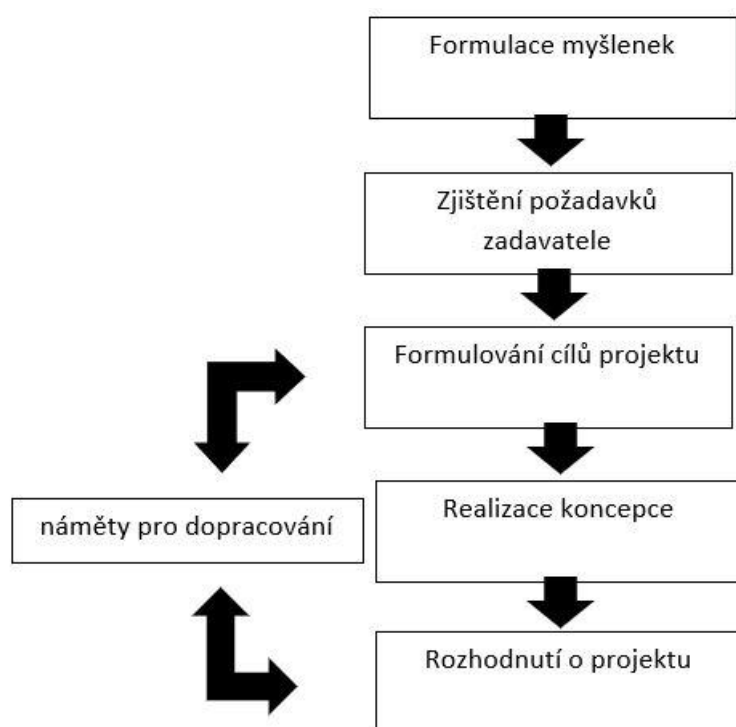 Formulace myšlenek
Zjištění požadavků
zadavatele
Formulování cílů projektu
Realizace koncepce
náměty pro dopracování
Rozhodnutí o projektu